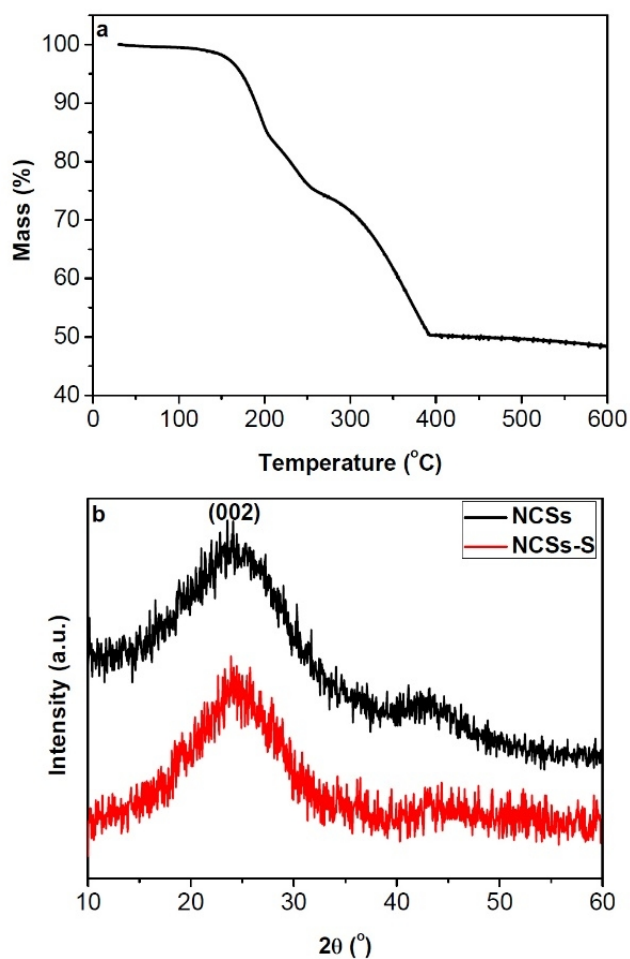 a
100
90
80
70
60
50
40
Mass (%)
0 100 200 300 400 500 600
Temperature (°C)
b
(002)
NCSs
NCSs-S
Intensity (a.u.)
10 20 30 40 50 60
2θ (°)